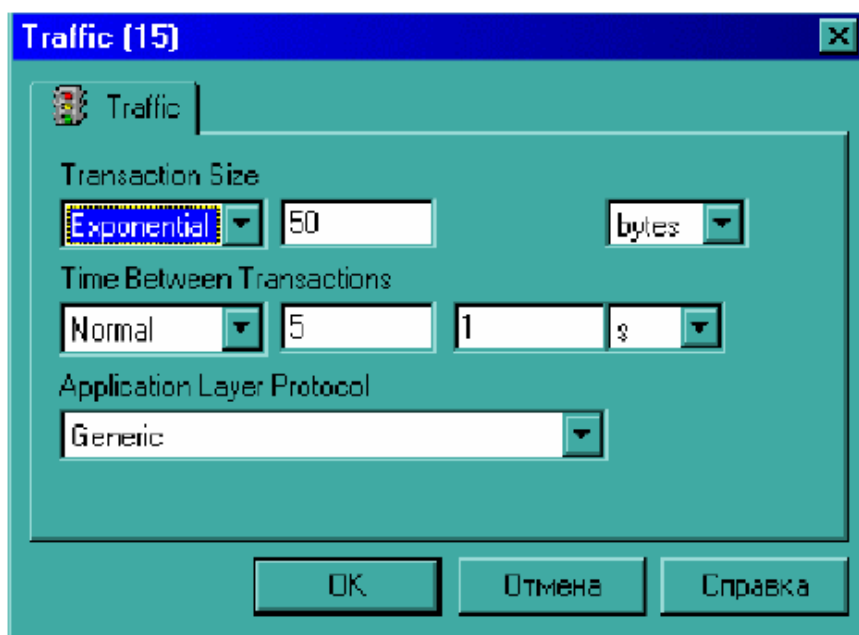 Traffic (15)
Traffic
Transaction Size
Exponential 50 bytes
Time Between Transactions
Normal 5 1 s
Application Layer Protocol
Generic
OK Отмена Справка